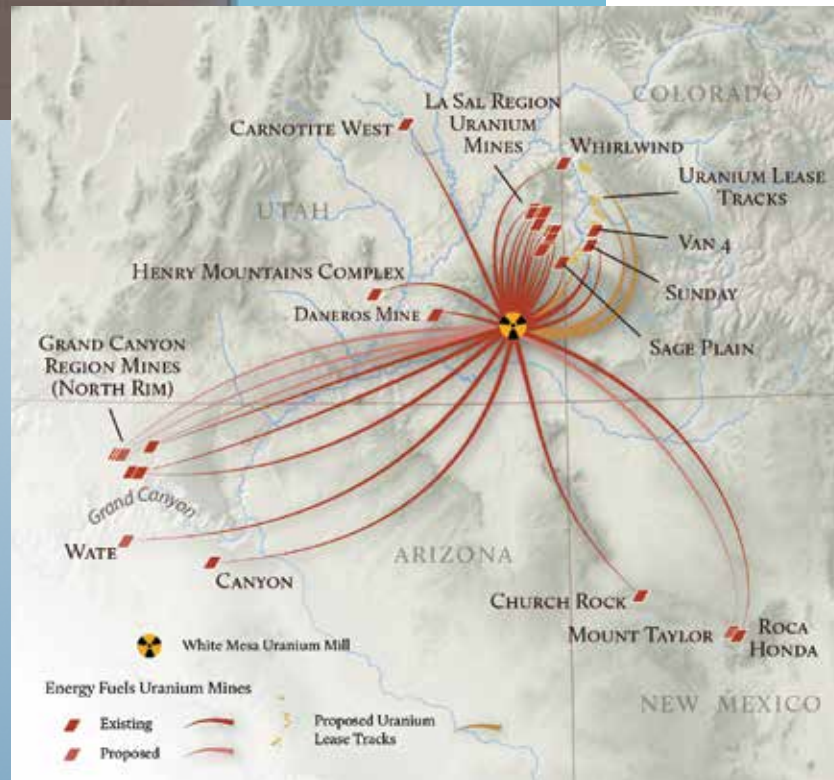 COLORADO
LA SAL REGION
URANIUM
MINES
CARNOTITE WEST
WHIRLWIND
URANIUM LEASE
TRACKS
UTAH
VAN 4
HENRY MOUNTAINS COMPLEX
SUNDAY
DANEROS MINE
SAGE PLAIN
GRAND CANYON
REGION MINES
(NORTH RIM)
Grand Canyon
WATE
ARIZONA
CANYON
CHURCH ROCK
MOUNT TAYLOR
ROCA
HONDA
White Mesa Uranium Mill
NEW MEXICO
Energy Fuels Uranium Mines
Existing
Proposed
Proposed Uranium
Lease Tracks